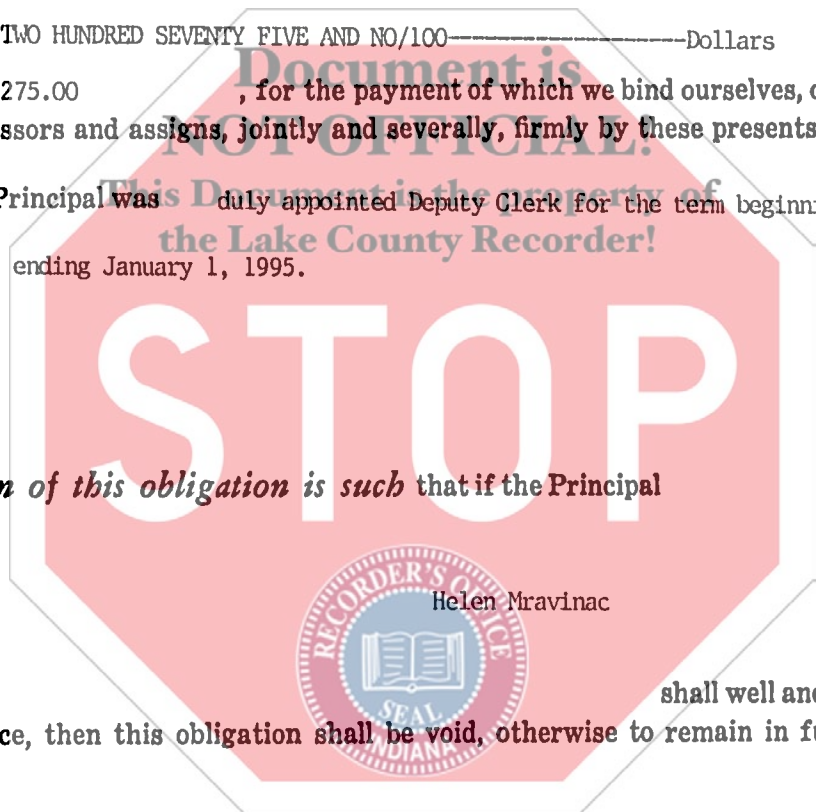 TWO HUNDRED SEVENTY FIVE AND NO/100--------------------Dollars
Document is
275.00 , for the payment of which we bind ourselves,
ssors and assigns, jointly and severally, firmly by these presents
NOT OFFICIAL!
This Document is the property of
Principal was duly appointed Deputy Clerk for the term beginni
the Lake County Recorder!
ending January 1, 1995.
STOP
n of this obligation is such that if the Principal
RECORDER'S OFFICE
Helen Mravinac
SEAL
INDIANA
shall well and
ce, then this obligation shall be void, otherwise to remain in fu